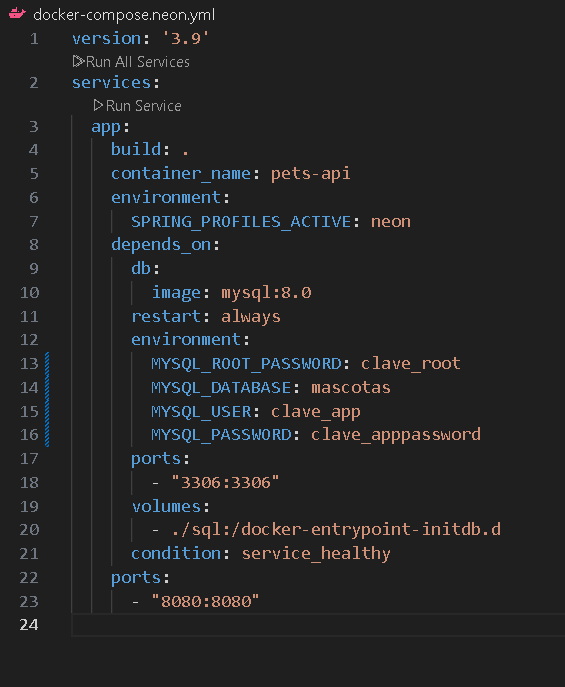 docker-compose.neon.yml
1 version: '3.9'
Run All Services
2 services:
Run Service
3 app:
4 build: .
5 container_name: pets-api
6 environment:
7 SPRING_PROFILES_ACTIVE: neon
8 depends_on:
9 db:
10 image: mysql:8.0
11 restart: always
12 environment:
13 MYSQL_ROOT_PASSWORD: clave_root
14 MYSQL_DATABASE: mascotas
15 MYSQL_USER: clave_app
16 MYSQL_PASSWORD: clave_apppassword
17 ports:
18 - "3306:3306"
19 volumes:
20 - ./sql:/docker-entrypoint-initdb.d
21 condition: service_healthy
22 ports:
23 - "8080:8080"
24